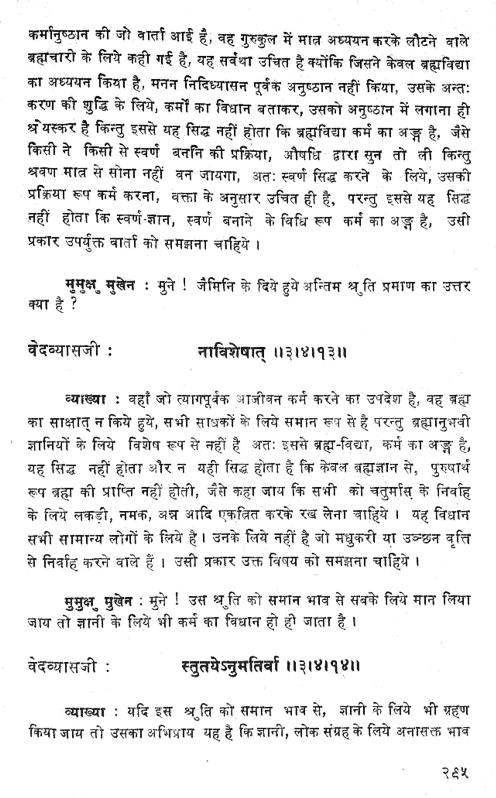 कर्मानुष्ठान की जो वार्ता आई है, वह गुरुकुल में मात्र अध्ययन करके लौटने वाले
ब्रह्मचारी के लिये कही गई है, यह सर्वथा उचित है क्योंकि जिसने केवल ब्रह्मविद्या
का अध्ययन किया है, मनन निदिध्यासन पूर्वक अनुष्ठान नहीं किया, उसके अन्तः
करण की शुद्धि के लिये, कर्मों का विधान बताकर, उसको अनुष्ठान में लगाना ही
श्रेयस्कर है किन्तु इससे यह सिद्ध नहीं होता कि ब्रह्मविद्या कर्म का अङ्ग है, जैसे
किसी ने किसी से स्वर्ण बननि की प्रक्रिया, औषधि द्वारा सुन तो ली किन्तु
श्रवण मात्र से सोना नहीं वन जायगा, अतः स्वर्ण सिद्ध करने के लिये, उसकी
प्रक्रिया रूप कर्म करना, वक्ता के अनुसार उचित ही है, परन्तु इससे यह सिद्ध
नहीं होता कि स्वर्ण-ज्ञान, स्वर्ण बनाने के विधि रूप कर्म का अङ्ग है, उसी
प्रकार उपर्युक्त वार्ता को समझना चाहिये ।
मुमुक्षु मुखेन : मुने ! जैमिनि के दिये हुये अन्तिम श्रुति प्रमाण का उत्तर
क्या है ?
वेदव्यासजी : नाविशेषात् ।।३।४।१३।।
व्याख्या : वहाँ जो त्यागपूर्वक आजीवन कर्म करने का उपदेश है, वह ब्रह्म
का साक्षात् न किये हुये, सभी साधकों के लिये समान रूप से है परन्तु ब्रह्मानुभवी
ज्ञानियों के लिये विशेष रूप से नहीं है अतः इससे ब्रह्म-विद्या, कर्म का अङ्ग है,
यह सिद्ध नहीं होता और न यही सिद्ध होता है कि केवल ब्रह्मज्ञान से, पुरुषार्थ
रूप ब्रह्म की प्राप्ति नहीं होती, जैसे कहा जाय कि सभी को चतुर्मास् के निर्वाह
के लिये लकड़ी, नमक, अन्न आदि एकत्रित करके रख लेना चाहिये । यह विधान
सभी सामान्य लोगों के लिये है। उनके लिये नहीं है जो मधुकरी या उञ्छन वृत्ति
से निर्वाह करने वाले हैं । उसी प्रकार उक्त विषय को समझना चाहिये ।
मुमुक्षु मुखेन : मुने ! उस श्रुति को समान भाव से सबके लिये मान लिया
जाय तो ज्ञानी के लिये भी कर्म का विधान हो ही जाता है ।
वेदव्यासजी : स्तुतयेऽनुमतिर्वा ।।३।४।१४।।
व्याख्या : यदि इस श्रुति को समान भाव से, ज्ञानी के लिये भी ग्रहण
किया जाय तो उसका अभिप्राय यह है कि ज्ञानी, लोक संग्रह के लिये अनासक्त भाव
२९५